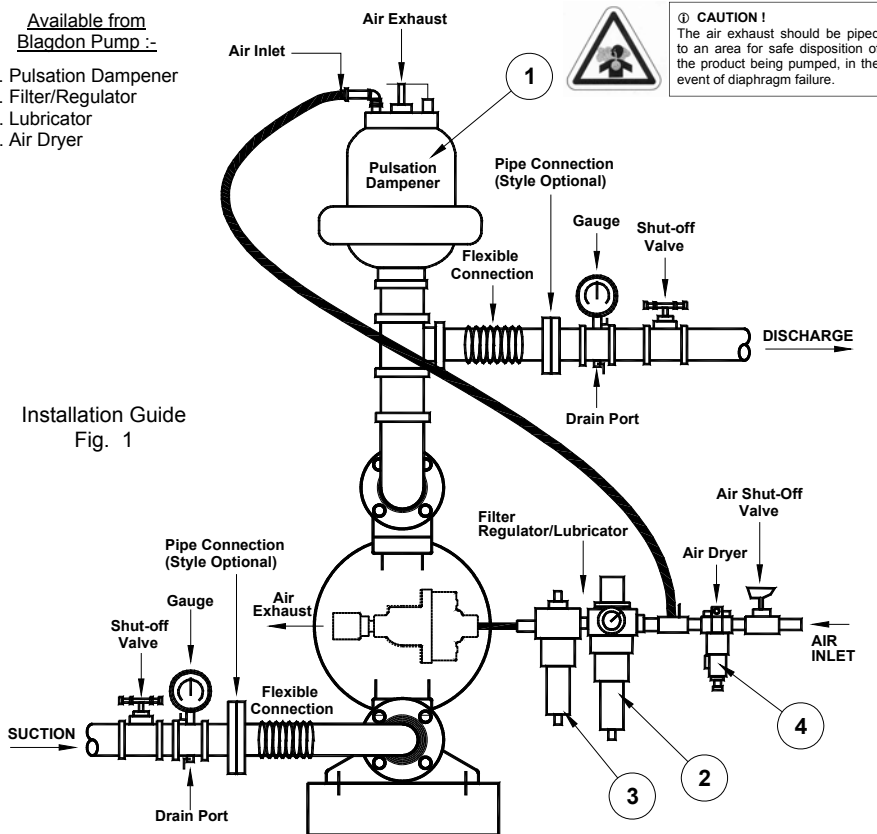 Available from
Blagdon Pump :-
. Pulsation Dampener
. Filter/Regulator
. Lubricator
. Air Dryer
Air Exhaust
Air Inlet
1
ⓘ CAUTION !
The air exhaust should be piped
to an area for safe disposition of
the product being pumped, in the
event of diaphragm failure.
Pulsation
Dampener
Pipe Connection
(Style Optional)
Gauge
Shut-off
Valve
Flexible
Connection
DISCHARGE
Drain Port
Installation Guide
Fig. 1
Air Shut-Off
Valve
Filter
Regulator/Lubricator
Air Dryer
Pipe Connection
(Style Optional)
Air
Exhaust
Gauge
Shut-off
Valve
AIR
INLET
Flexible
Connection
SUCTION
4
2
3
Drain Port